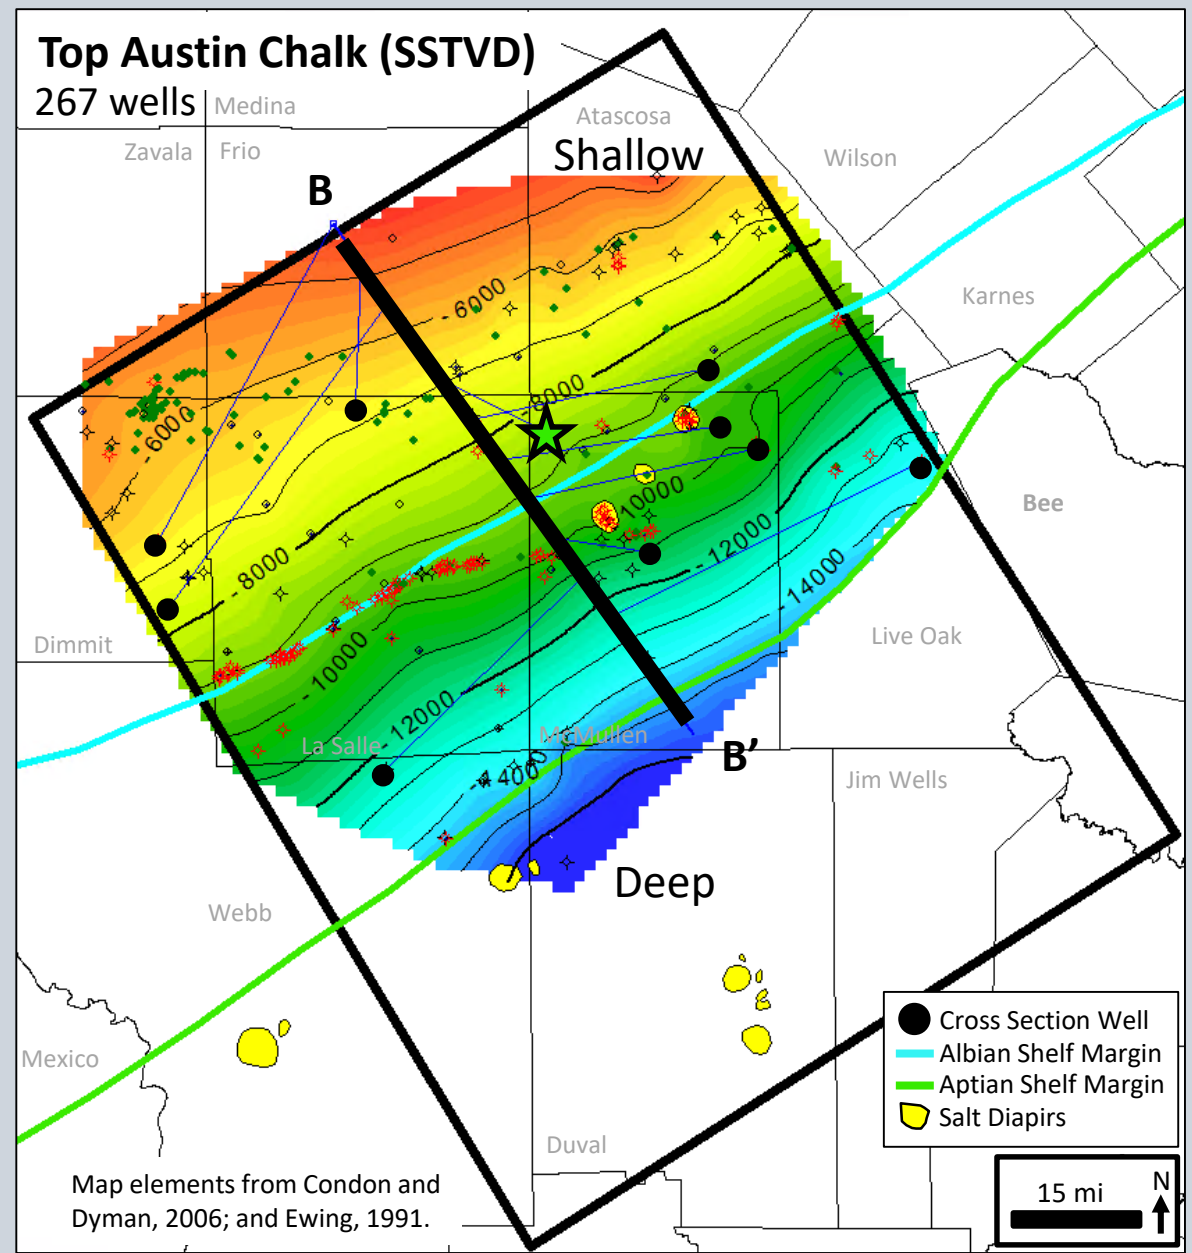 Top Austin Chalk (SSTVD)
267 wells
Medina
Atascosa
Zavala
Frio
Shallow
Wilson
B
Karnes
-6000
-8000
-6000
10000
Bee
-12000
-8000
-14000
Dimmit
Live Oak
-10000
-12000
La Salle
McMullen
B’
Jim Wells
Deep
Webb
Cross Section Well
Albian Shelf Margin
Aptian Shelf Margin
Salt Diapirs
Mexico
Duval
Map elements from Condon and
Dyman, 2006; and Ewing, 1991.
15 mi
N